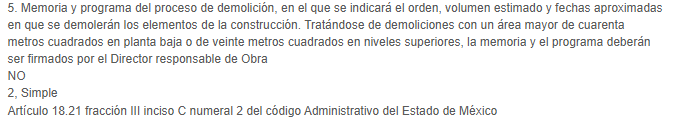 5. Memoria y programa del proceso de demolición, en el que se indicará el orden, volumen estimado y fechas aproximadas
en que se demolerán los elementos de la construcción. Tratándose de demoliciones con un área mayor de cuarenta
metros cuadrados en planta baja o de veinte metros cuadrados en niveles superiores, la memoria y el programa deberán
ser firmados por el Director responsable de Obra
NO
2, Simple
Artículo 18.21 fracción III inciso C numeral 2 del código Administrativo del Estado de México